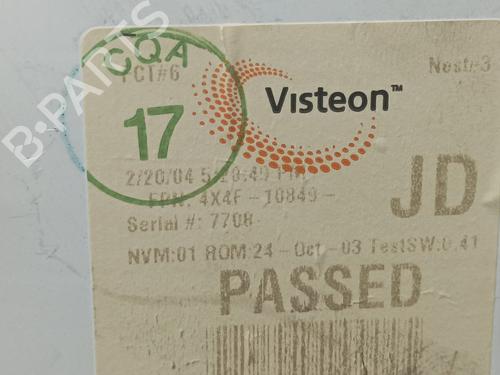 CQA
PCT#6
Nest#3
17
Visteon™
B-PARTS
2/20/04
FPN: 4X4F-10849-
JD
Serial #: 7708
NVM:01 ROM:24-Oct-03 TestSW:0.41
PASSED